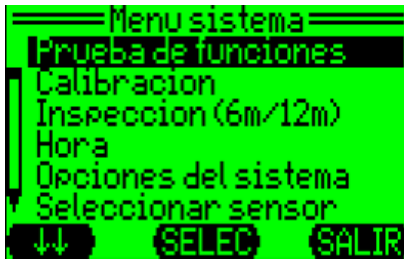 Menu sistema
Prueba de funciones
Calibracion
Inspeccion (6m/12m)
Hora
Opciones del sistema
Seleccionar sensor
↓↓ SELEC SALIR